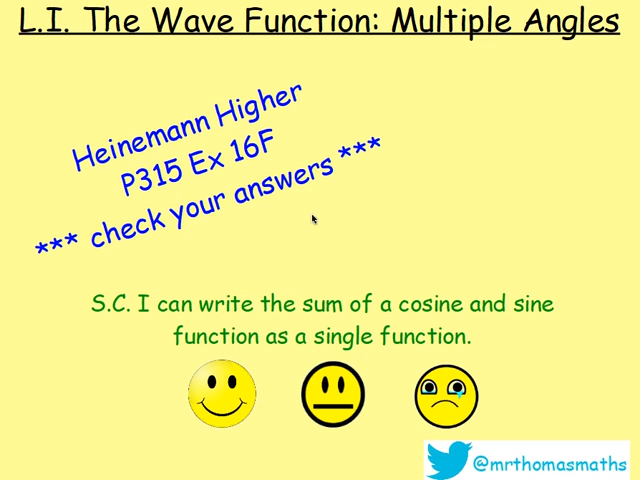 L.I. The Wave Function: Multiple Angles
Heinemann Higher
P315 Ex 16F
*** check your answers ***
S.C. I can write the sum of a cosine and sine
function as a single function.
@mrthomasmaths